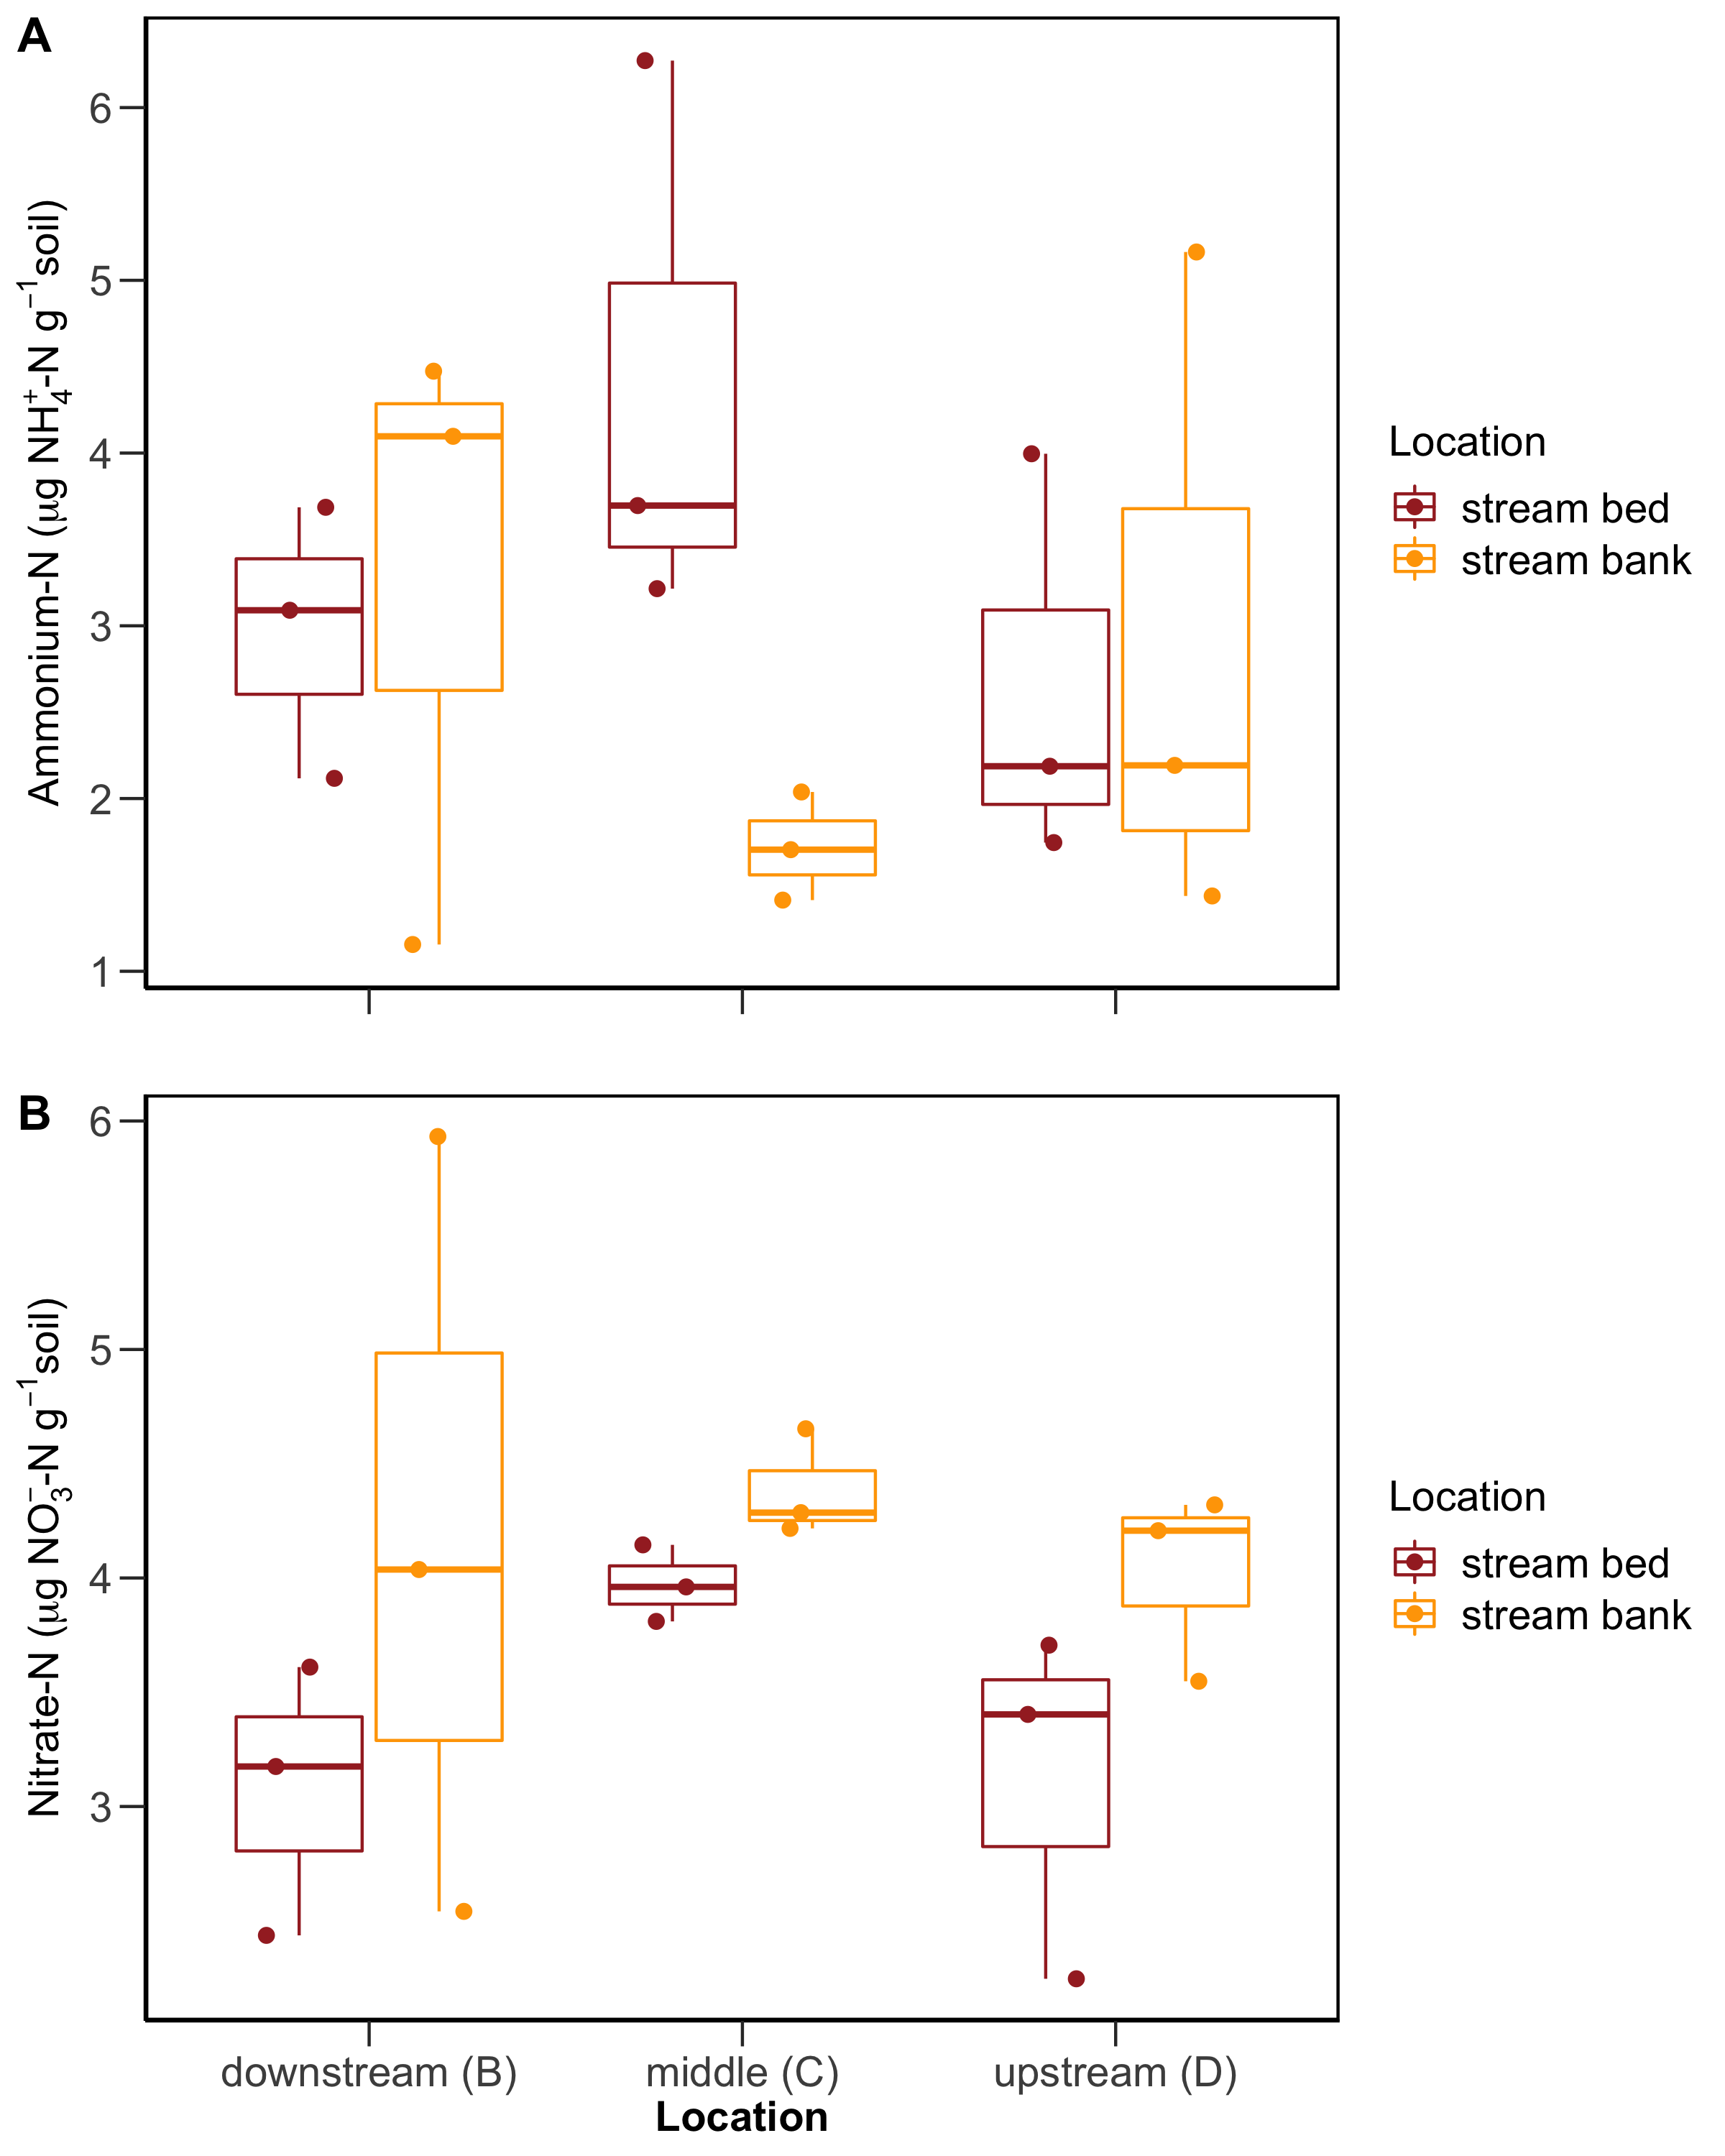 A
Ammonium-N (μg NH₄⁺-N g⁻¹soil)
6
5
4
3
2
1
Location
stream bed
stream bank
B
Nitrate-N (μg NO₃⁻-N g⁻¹soil)
6
5
4
3
downstream (B)
middle (C)
upstream (D)
Location
Location
stream bed
stream bank